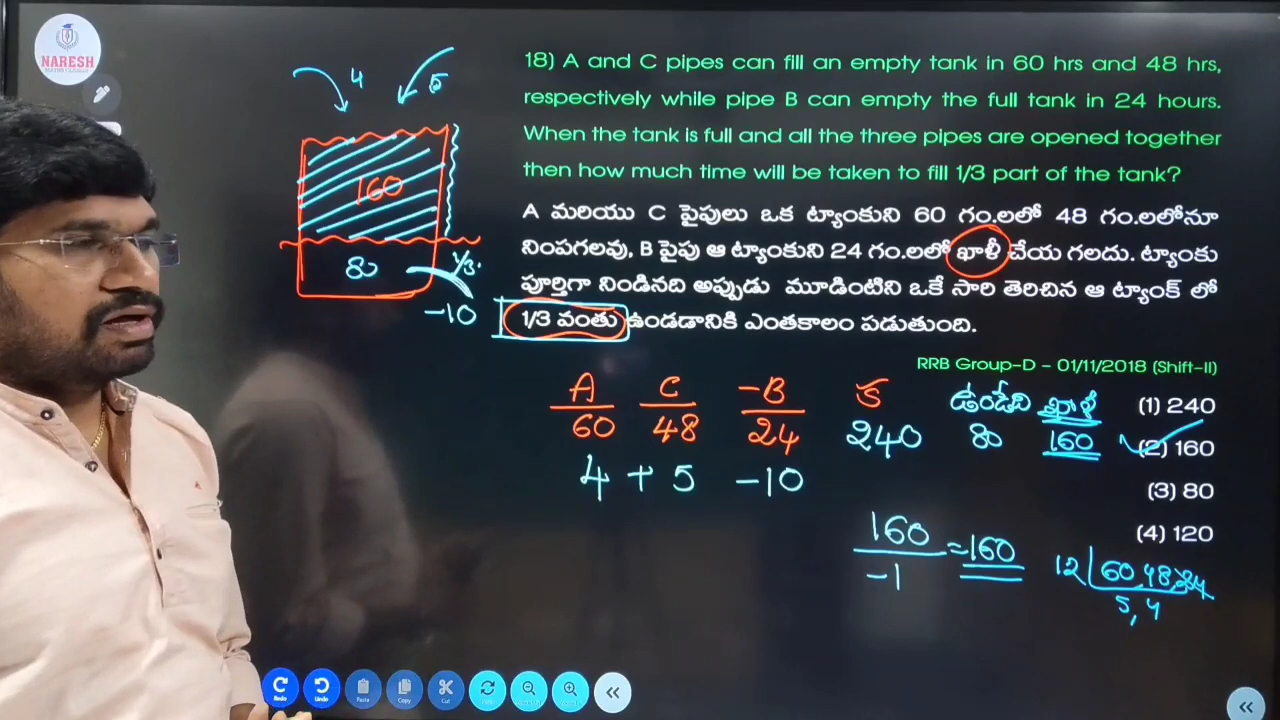 NARESH
18) A and C pipes can fill an empty tank in 60 hrs and 48 hrs,
respectively while pipe B can empty the full tank in 24 hours.
When the tank is full and all the three pipes are opened together
then how much time will be taken to fill 1/3 part of the tank?
A మరియు C పైపులు ఒక ట్యాంకుని 60 గం.లలో 48 గం.లలోనూ
నింపగలవు, B పైపు ఆ ట్యాంకుని 24 గం.లలో ఖాళీ చేయ గలదు. ట్యాంకు
పూర్తిగా నిండినది అప్పుడు మూడింటిని ఒకే సారి తెరిచిన ఆ ట్యాంక్ లో
1/3 వంతు ఉండడానికి ఎంతకాలం పడుతుంది.
RRB Group-D – 01/11/2018 (Shift-II)
(1) 240
(2) 160
(3) 80
(4) 120
4 5
160
80 1/3
-10
A C -B క ఉండేవి ఖాళీ
60 48 24 240 80 160
4 + 5 -10
160
= 160
-1
12 60,48,24
5,4
Redo Undo Paste Copy Cut